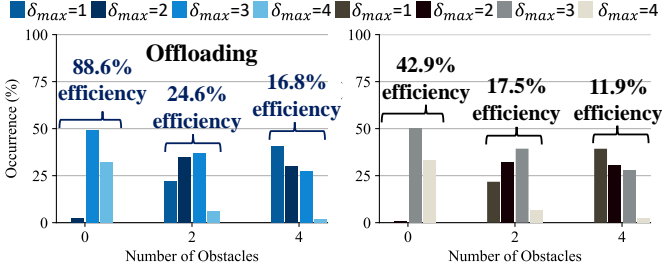 δmax=1 δmax=2 δmax=3 δmax=4 δmax=1 δmax=2 δmax=3 δmax=4
Occurrence (%)
100
75
50
25
0
Offloading
88.6%
efficiency
24.6%
efficiency
16.8%
efficiency
0 2 4
Number of Obstacles
100
75
50
25
0
42.9%
efficiency
17.5%
efficiency
11.9%
efficiency
0 2 4
Number of Obstacles